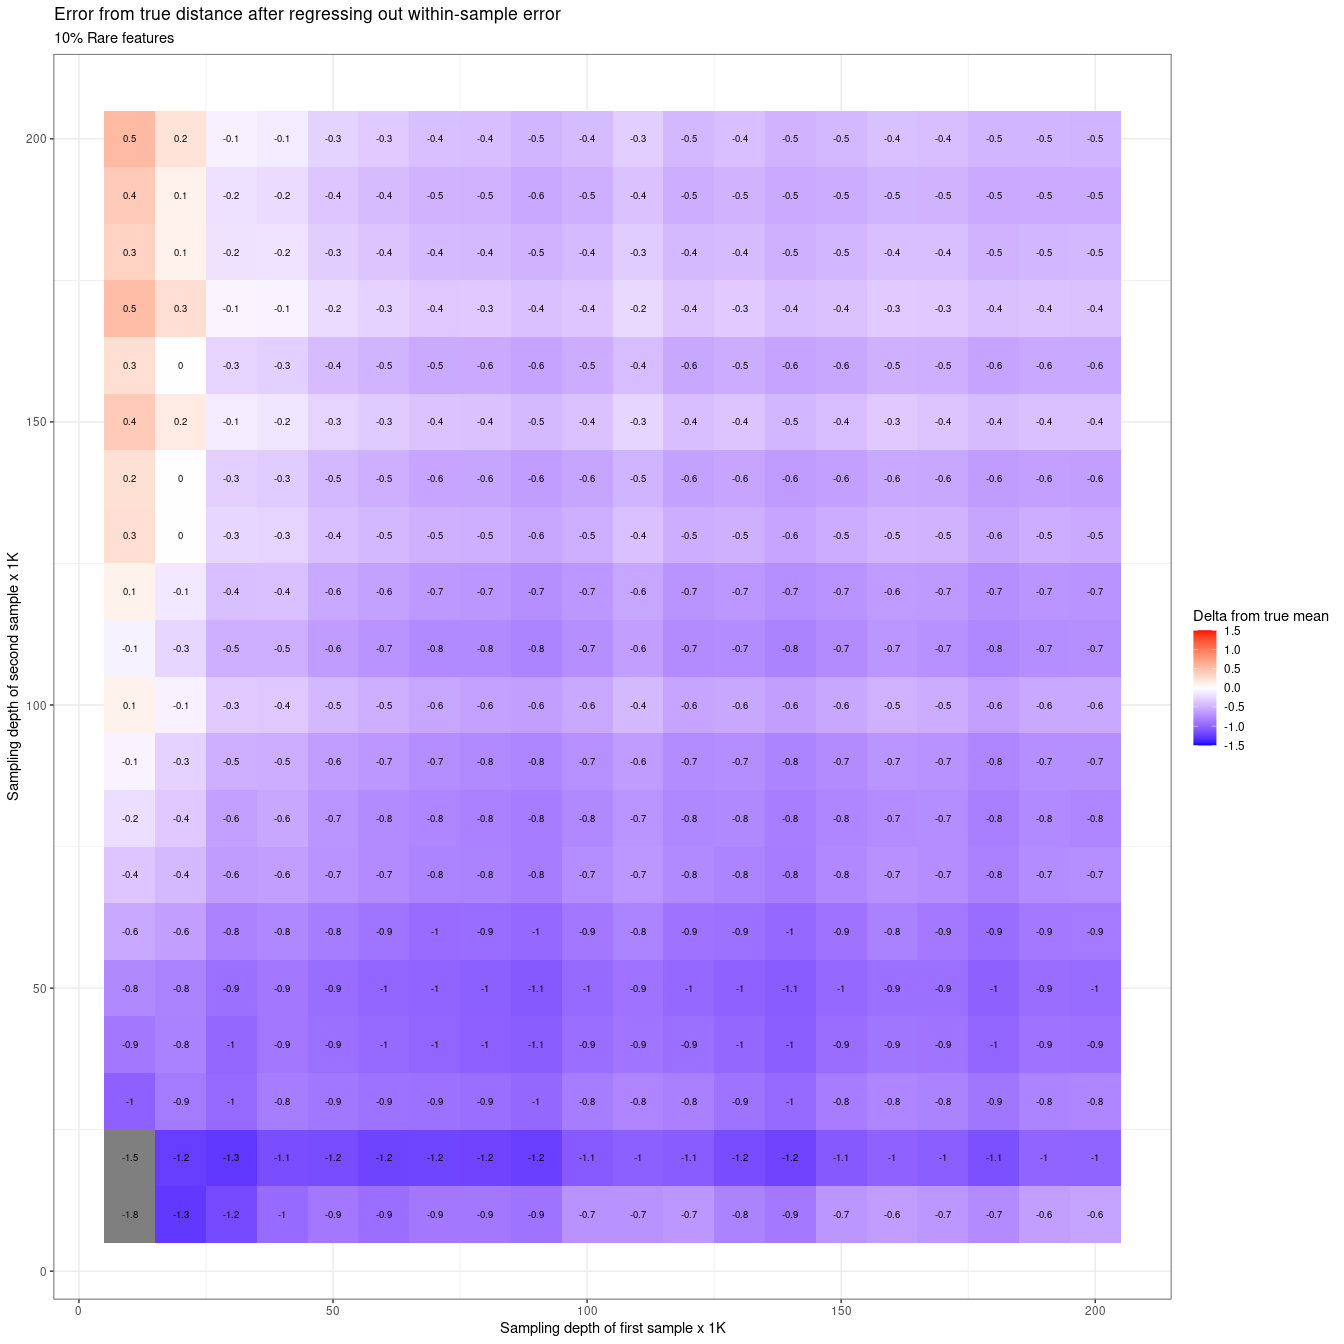 Error from true distance after regressing out within-sample error
10% Rare features
200
0.5 0.2 -0.1 -0.1 -0.3 -0.3 -0.4 -0.4 -0.5 -0.4 -0.3 -0.5 -0.4 -0.5 -0.5 -0.4 -0.4 -0.5 -0.5 -0.5
0.4 0.1 -0.2 -0.2 -0.4 -0.4 -0.5 -0.5 -0.6 -0.5 -0.4 -0.5 -0.5 -0.5 -0.5 -0.5 -0.5 -0.5 -0.5 -0.5
0.3 0.1 -0.2 -0.2 -0.3 -0.4 -0.4 -0.4 -0.5 -0.4 -0.3 -0.4 -0.4 -0.5 -0.5 -0.4 -0.4 -0.5 -0.5 -0.5
0.5 0.3 -0.1 -0.1 -0.2 -0.3 -0.4 -0.3 -0.4 -0.4 -0.2 -0.4 -0.3 -0.4 -0.4 -0.3 -0.3 -0.4 -0.4 -0.4
0.3 0 -0.3 -0.3 -0.4 -0.5 -0.5 -0.6 -0.6 -0.5 -0.4 -0.6 -0.5 -0.6 -0.6 -0.5 -0.5 -0.6 -0.6 -0.6
150
0.4 0.2 -0.1 -0.2 -0.3 -0.3 -0.4 -0.4 -0.5 -0.4 -0.3 -0.4 -0.4 -0.5 -0.4 -0.3 -0.4 -0.4 -0.4 -0.4
0.2 0 -0.3 -0.3 -0.5 -0.5 -0.6 -0.6 -0.6 -0.6 -0.5 -0.6 -0.6 -0.6 -0.6 -0.6 -0.6 -0.6 -0.6 -0.6
0.3 0 -0.3 -0.3 -0.4 -0.5 -0.5 -0.5 -0.6 -0.5 -0.4 -0.5 -0.5 -0.6 -0.5 -0.5 -0.5 -0.6 -0.5 -0.5
0.1 -0.1 -0.4 -0.4 -0.6 -0.6 -0.7 -0.7 -0.7 -0.7 -0.6 -0.7 -0.7 -0.7 -0.7 -0.6 -0.7 -0.7 -0.7 -0.7
-0.1 -0.3 -0.5 -0.5 -0.6 -0.7 -0.8 -0.8 -0.8 -0.7 -0.6 -0.7 -0.7 -0.8 -0.7 -0.7 -0.7 -0.8 -0.7 -0.7
100
0.1 -0.1 -0.3 -0.4 -0.5 -0.5 -0.6 -0.6 -0.6 -0.6 -0.4 -0.6 -0.6 -0.6 -0.6 -0.5 -0.5 -0.6 -0.6 -0.6
-0.1 -0.3 -0.5 -0.5 -0.6 -0.7 -0.7 -0.8 -0.8 -0.7 -0.6 -0.7 -0.7 -0.8 -0.7 -0.7 -0.7 -0.8 -0.7 -0.7
-0.2 -0.4 -0.6 -0.6 -0.7 -0.8 -0.8 -0.8 -0.8 -0.8 -0.7 -0.8 -0.8 -0.8 -0.8 -0.7 -0.7 -0.8 -0.8 -0.8
-0.4 -0.4 -0.6 -0.6 -0.7 -0.7 -0.8 -0.8 -0.8 -0.7 -0.7 -0.8 -0.8 -0.8 -0.8 -0.7 -0.7 -0.8 -0.7 -0.7
-0.6 -0.6 -0.8 -0.8 -0.8 -0.9 -1 -0.9 -1 -0.9 -0.8 -0.9 -0.9 -1 -0.9 -0.8 -0.9 -0.9 -0.9 -0.9
50
-0.8 -0.8 -0.9 -0.9 -0.9 -1 -1 -1 -1.1 -1 -0.9 -1 -1 -1.1 -1 -0.9 -0.9 -1 -0.9 -1
-0.9 -0.8 -1 -0.9 -0.9 -1 -1 -1 -1.1 -0.9 -0.9 -0.9 -1 -1 -0.9 -0.9 -0.9 -1 -0.9 -0.9
-1 -0.9 -1 -0.8 -0.9 -0.9 -0.9 -0.9 -1 -0.8 -0.8 -0.8 -0.9 -1 -0.8 -0.8 -0.8 -0.9 -0.8 -0.8
-1.5 -1.2 -1.3 -1.1 -1.2 -1.2 -1.2 -1.2 -1.2 -1.1 -1 -1.1 -1.2 -1.2 -1.1 -1 -1 -1.1 -1 -1
-1.8 -1.3 -1.2 -1 -0.9 -0.9 -0.9 -0.9 -0.9 -0.7 -0.7 -0.7 -0.8 -0.9 -0.7 -0.6 -0.7 -0.7 -0.6 -0.6
0
0 50 100 150 200
Sampling depth of first sample x 1K
Sampling depth of second sample x 1K
Delta from true mean
1.5
1.0
0.5
0.0
-0.5
-1.0
-1.5